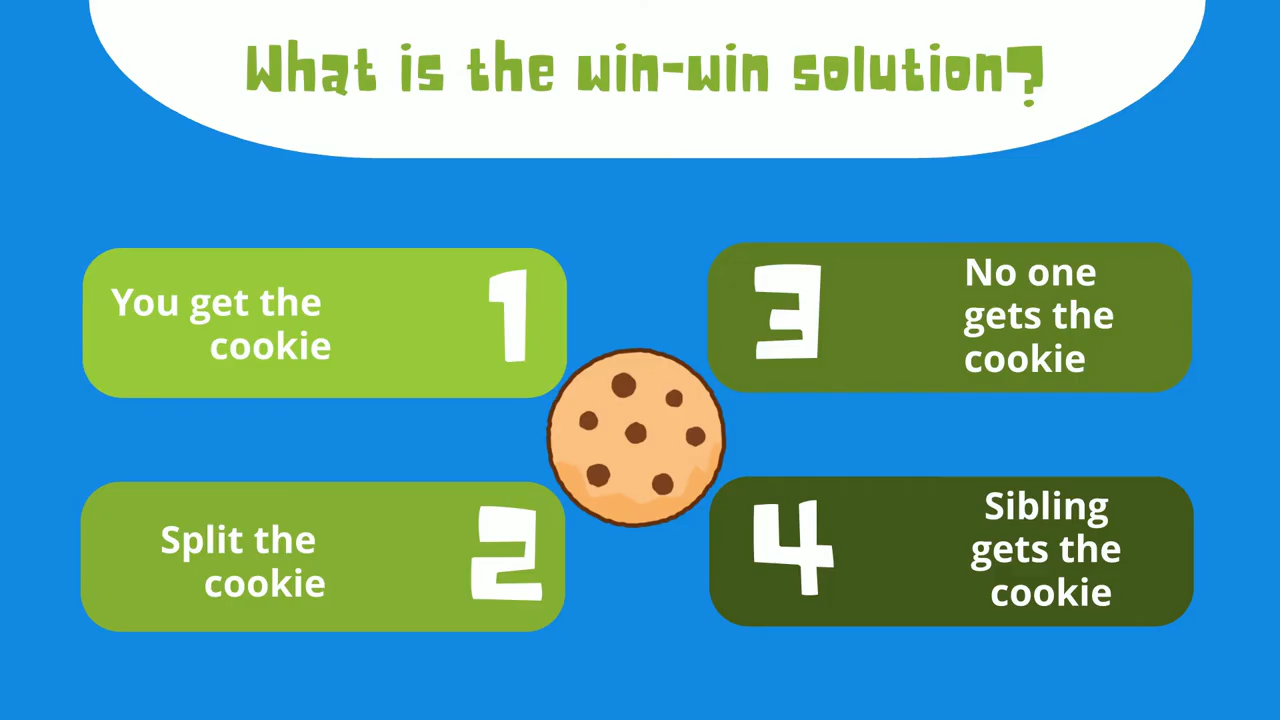 What is the win-win solution?
You get the
cookie
1
Split the
cookie
2
3
No one
gets the
cookie
4
Sibling
gets the
cookie